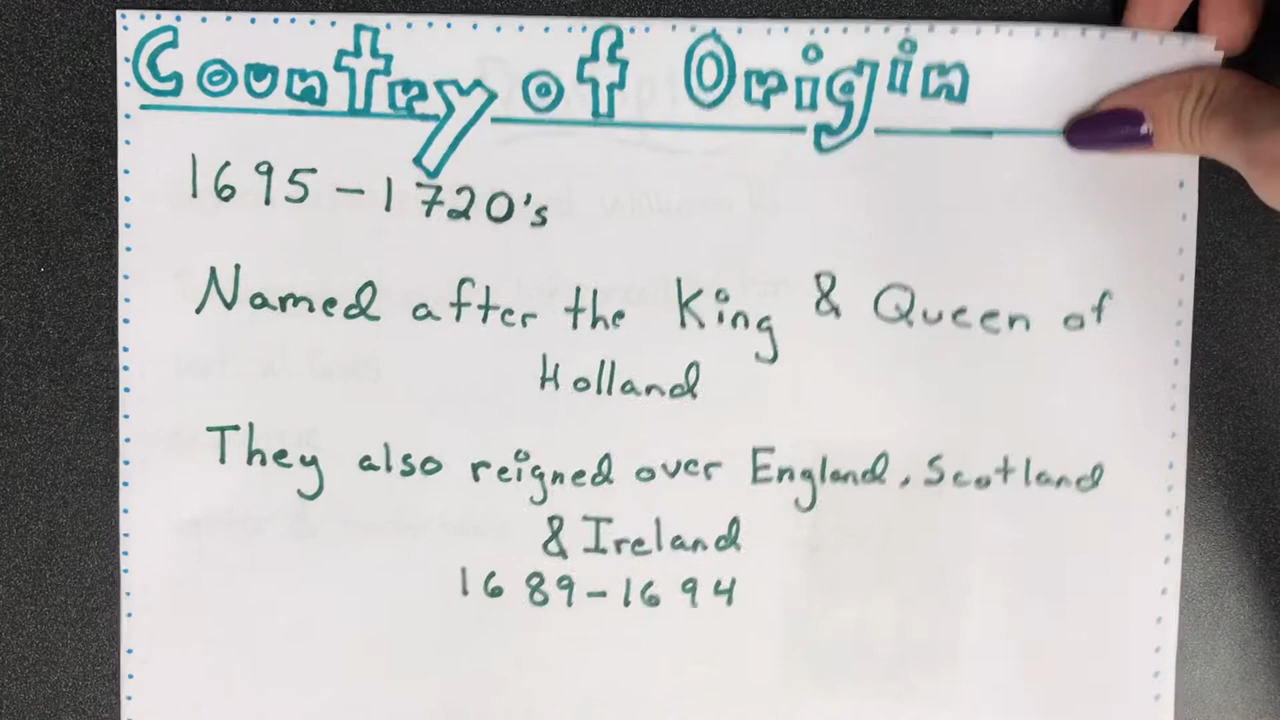 Country of Origin
1695-1720's
Named after the King & Queen of
Holland
They also reigned over England, Scotland
& Ireland
1689-1694